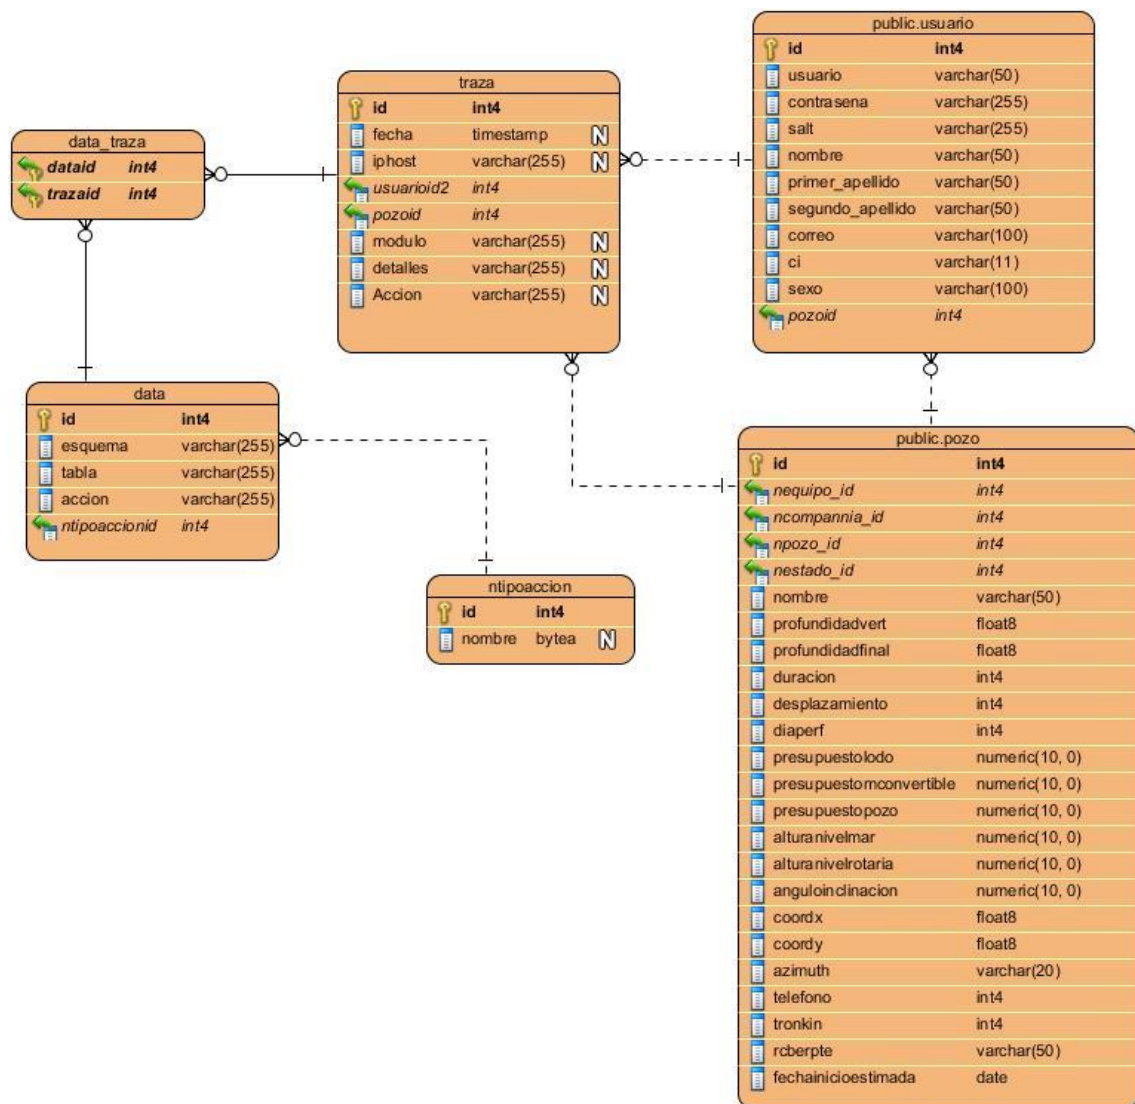 data_traza
dataid int4
trazaid int4
traza
id int4
fecha timestamp N
iphost varchar(255) N
usuarioid2 int4
pozoid int4
modulo varchar(255) N
detalles varchar(255) N
Accion varchar(255) N
public.usuario
id int4
usuario varchar(50)
contrasena varchar(255)
salt varchar(255)
nombre varchar(50)
primer_apellido varchar(50)
segundo_apellido varchar(50)
correo varchar(100)
ci varchar(11)
sexo varchar(100)
pozoid int4
data
id int4
esquema varchar(255)
tabla varchar(255)
accion varchar(255)
ntipoaccionid int4
ntipoaccion
id int4
nombre bytea N
public.pozo
id int4
nequipo_id int4
ncompannia_id int4
npozo_id int4
nestado_id int4
nombre varchar(50)
profundidadvert float8
profundidadfinal float8
duracion int4
desplazamiento int4
diaperf int4
presupuestolodo numeric(10, 0)
presupuestomconvertible numeric(10, 0)
presupuestopozo numeric(10, 0)
alturanivelmar numeric(10, 0)
alturanivelrotaria numeric(10, 0)
anguloinclinacion numeric(10, 0)
coordx float8
coordy float8
azimuth varchar(20)
telefono int4
tronkin int4
rcberpte varchar(50)
fechainicioestimada date